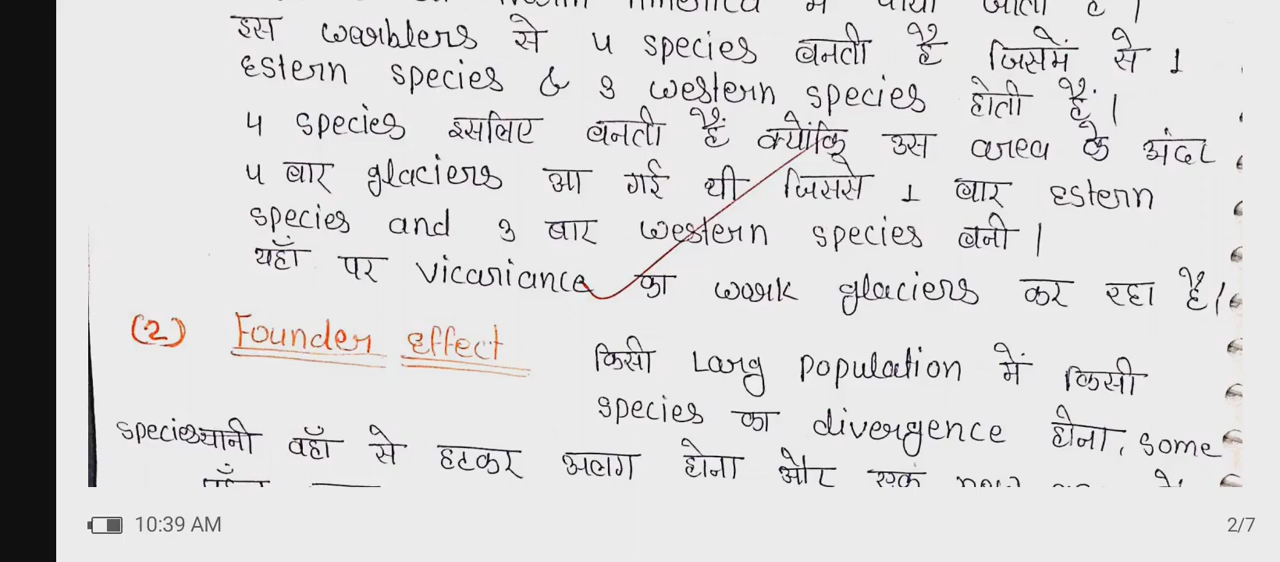 इस warblers से 4 species बनती है जिसमें से 1
Estern species & 3 western species होती हैं।
4 species इसलिए बनती हैं क्योंकि उस area के अंदर
4 बार glaciers आ गई थी जिससे 1 बार Estern
species and 3 बार western species बनी।
यहाँ पर vicariance का work glaciers कर रहा है।
(2) Founder effect किसी Larg population में किसी
species का divergence होना, some
species यानी वहाँ से हटकर अलग होना और एक
10:39 AM 2/7